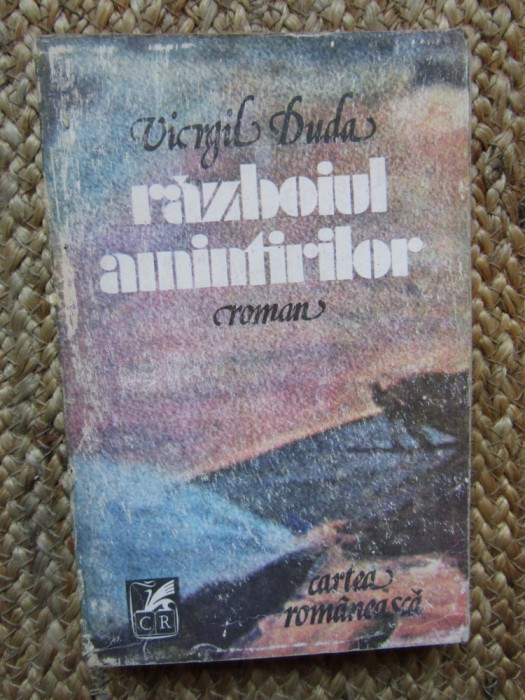 Virgil Duda
războiul
amintirilor
roman
cartea
românească
CR